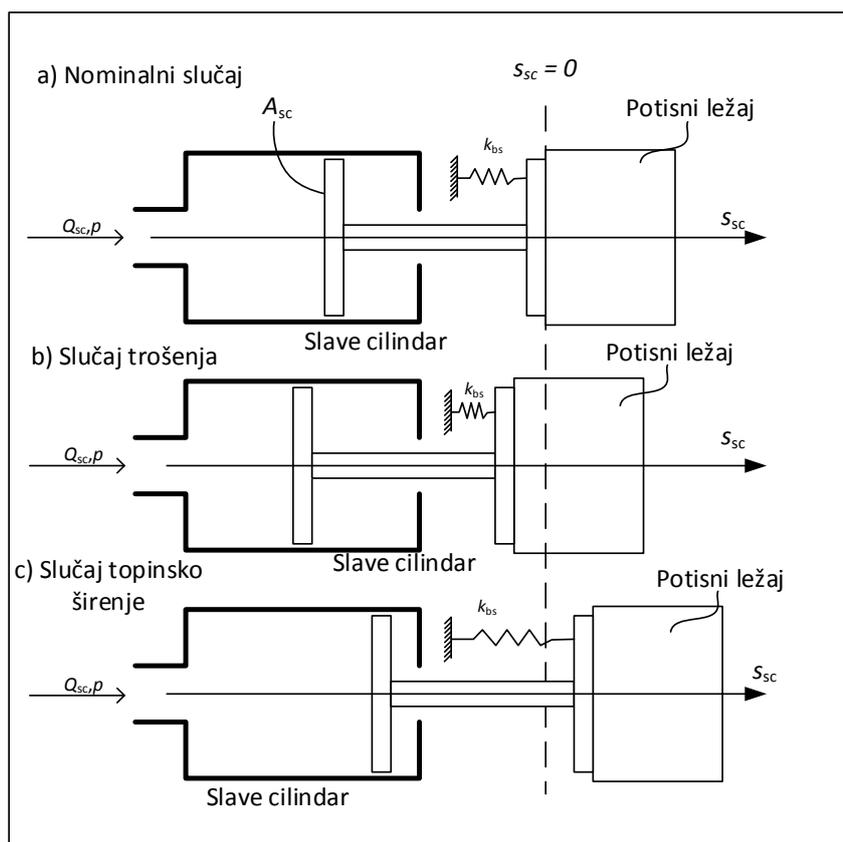 a) Nominalni slučaj
s_sc = 0
A_sc
Potisni ležaj
k_bs
Q_sc,p
s_sc
Slave cilindar
b) Slučaj trošenja
Potisni ležaj
k_bs
Q_sc,p
s_sc
Slave cilindar
c) Slučaj topinsko
širenje
Potisni ležaj
k_bs
Q_sc,p
s_sc
Slave cilindar